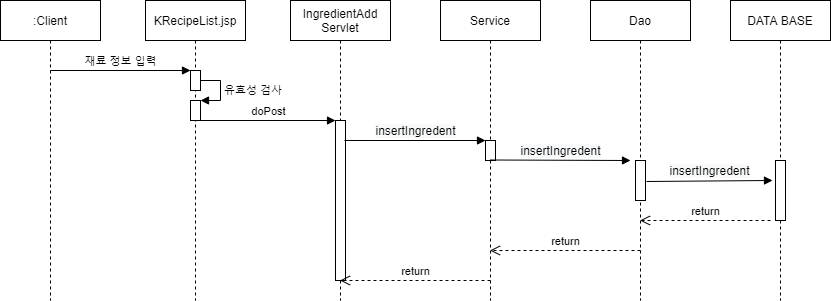 :Client
KRecipeList.jsp
IngredientAdd
Servlet
Service
Dao
DATA BASE
재료 정보 입력
유효성 검사
doPost
insertIngredent
insertIngredent
insertIngredent
return
return
return